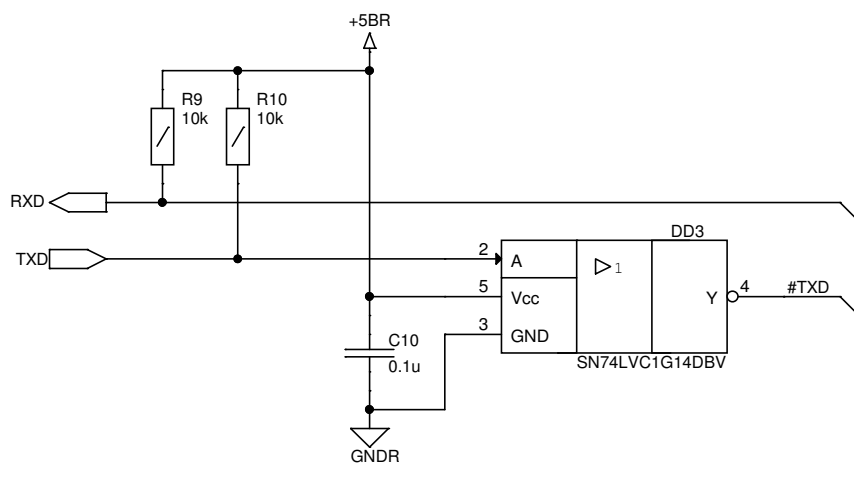 +5BR
R9
10k
R10
10k
RXD
TXD
DD3
2
A
1
5
Vcc
Y
4
#TXD
3
GND
C10
0.1u
SN74LVC1G14DBV
GNDR